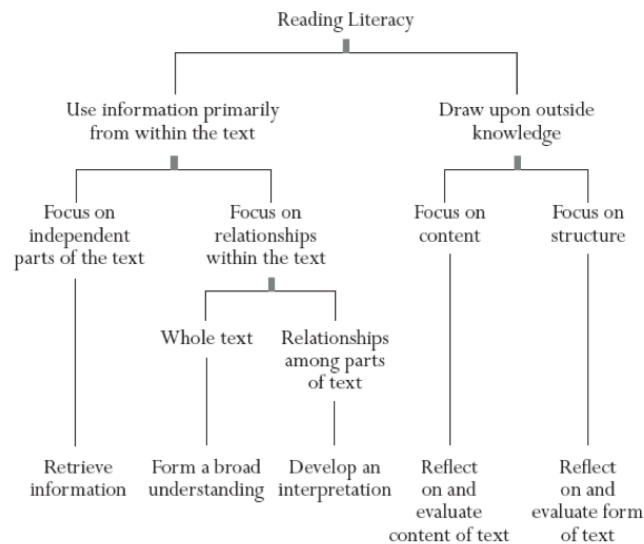 Reading Literacy
Use information primarily
from within the text
Draw upon outside
knowledge
Focus on
independent
parts of the text
Focus on
relationships
within the text
Focus on
content
Focus on
structure
Whole text
Relationships
among parts
of text
Retrieve
information
Form a broad
understanding
Develop an
interpretation
Reflect
on and
evaluate
content of text
Reflect
on and
evaluate form
of text